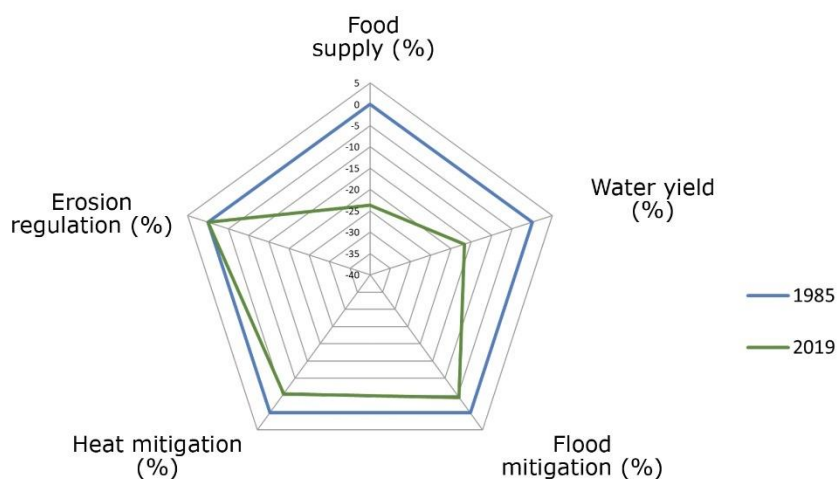 Food
supply (%)
5
0
-5
-10
-15
-20
-25
-30
-35
-40
Water yield
(%)
Erosion
regulation (%)
1985
2019
Heat mitigation
(%)
Flood
mitigation (%)